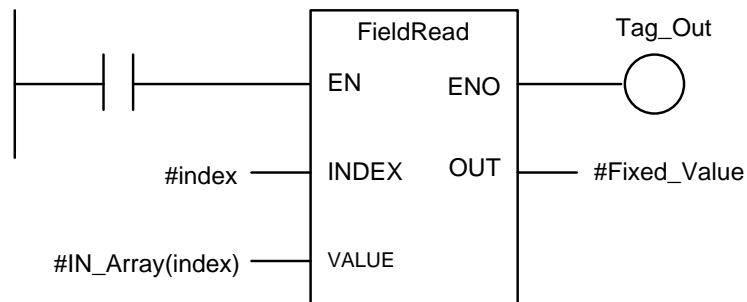 FieldRead
Tag_Out
EN
ENO
#index
INDEX
OUT
#Fixed_Value
#IN_Array(index)
VALUE